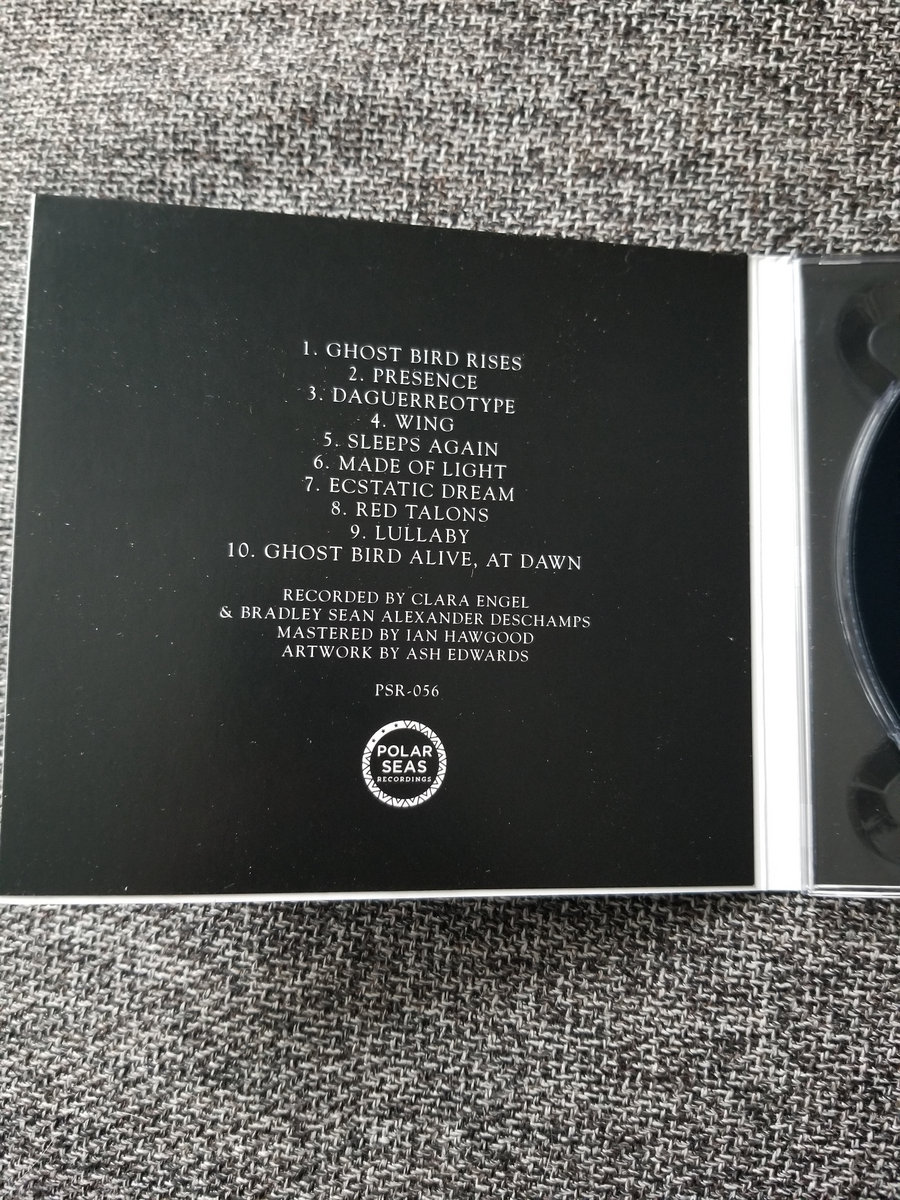 1. GHOST BIRD RISES
2. PRESENCE
3. DAGUERREOTYPE
4. WING
5. SLEEPS AGAIN
6. MADE OF LIGHT
7. ECSTATIC DREAM
8. RED TALONS
9. LULLABY
10. GHOST BIRD ALIVE, AT DAWN
RECORDED BY CLARA ENGEL
& BRADLEY SEAN ALEXANDER DESCHAMPS
MASTERED BY IAN HAWGOOD
ARTWORK BY ASH EDWARDS
PSR-056
POLAR
SEAS
RECORDINGS